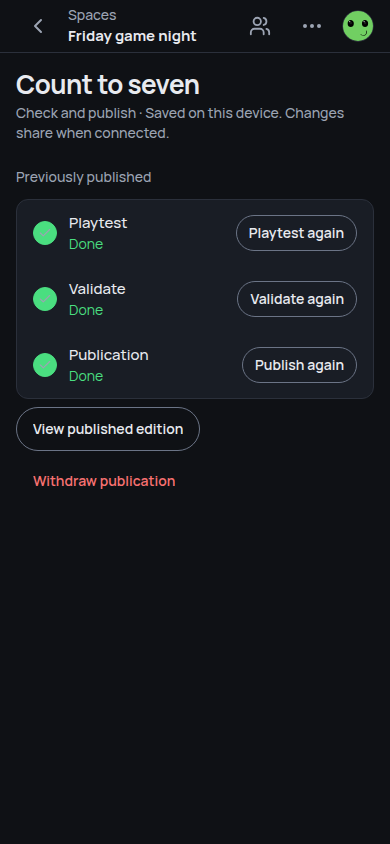 Spaces
Friday game night
Count to seven
Check and publish · Saved on this device. Changes
share when connected.
Previously published
Playtest
Done
Playtest again
Validate
Done
Validate again
Publication
Done
Publish again
View published edition
Withdraw publication